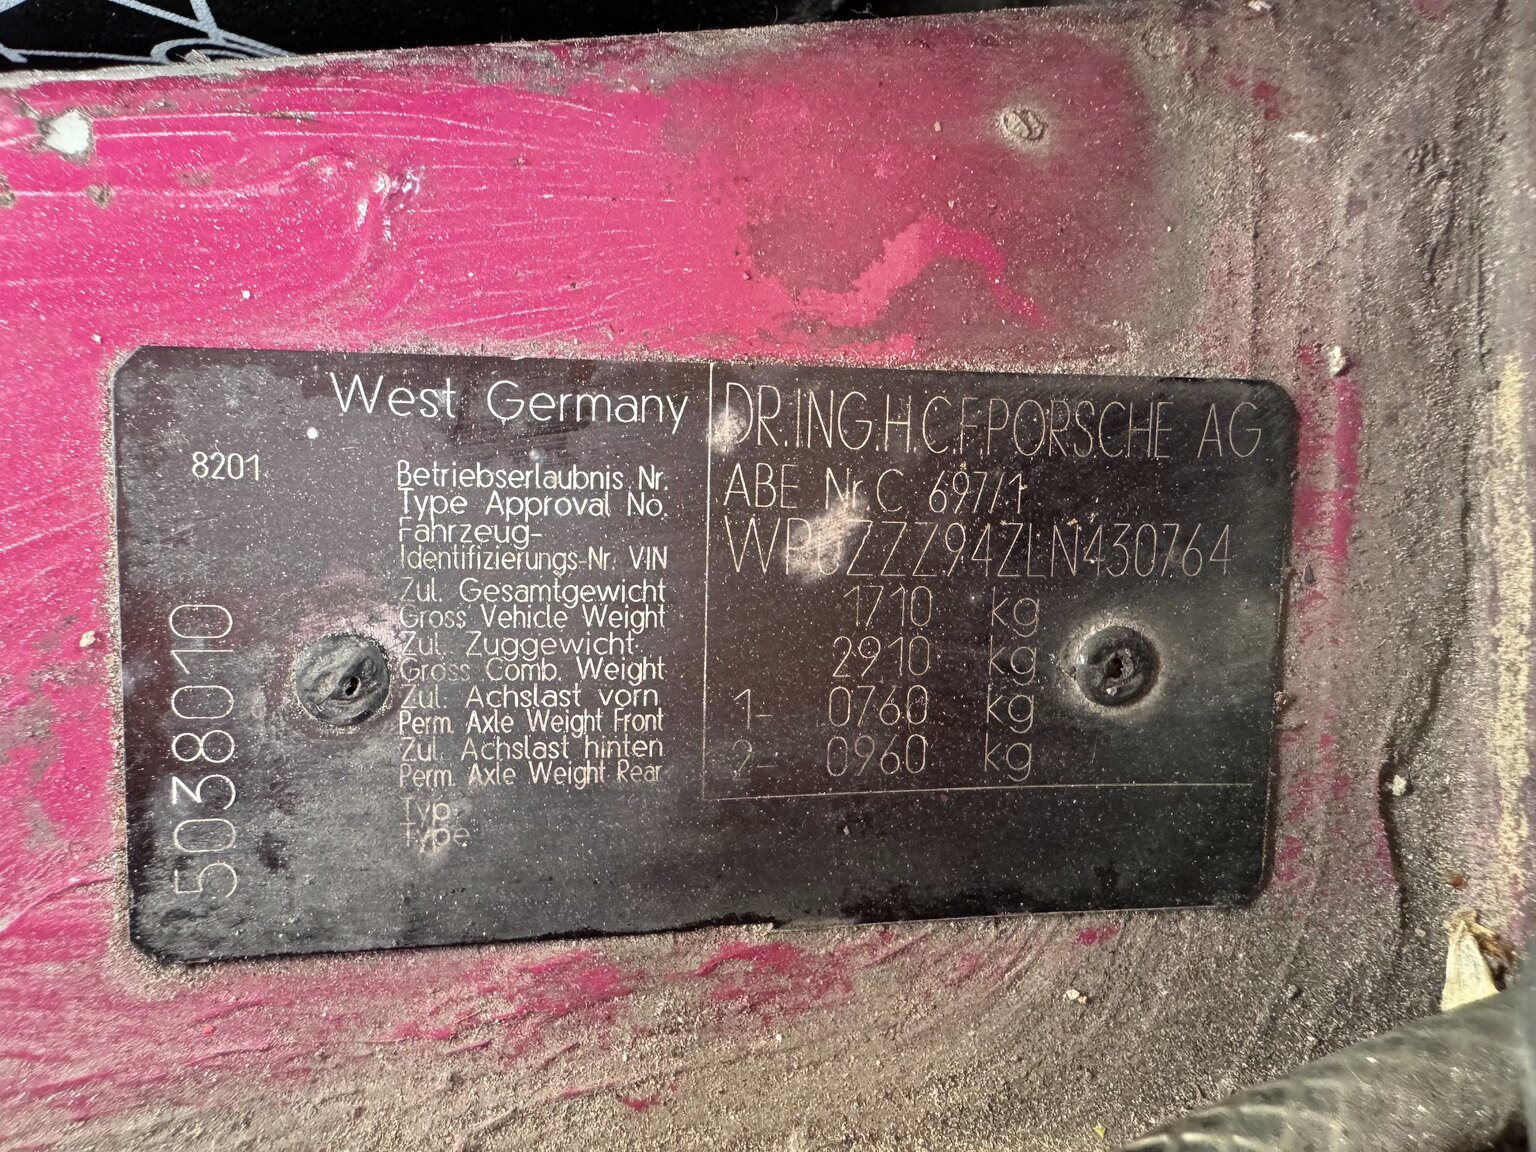 West Germany
8201
5038010
Betriebserlaubnis Nr.
Type Approval No.
Fahrzeug-
Identifizierungs-Nr. VIN
Zul. Gesamtgewicht
Gross Vehicle Weight
Zul. Zuggewicht
Gross Comb. Weight
Zul. Achslast vorn
Perm. Axle Weight Front
Zul. Achslast hinten
Perm. Axle Weight Rear
Typ
Type
DR.ING.H.C.F.PORSCHE AG
ABE Nr.C 697/1
WP0ZZZ94ZLN430764
1710 kg
2910 kg
1- 0760 kg
2- 0960 kg